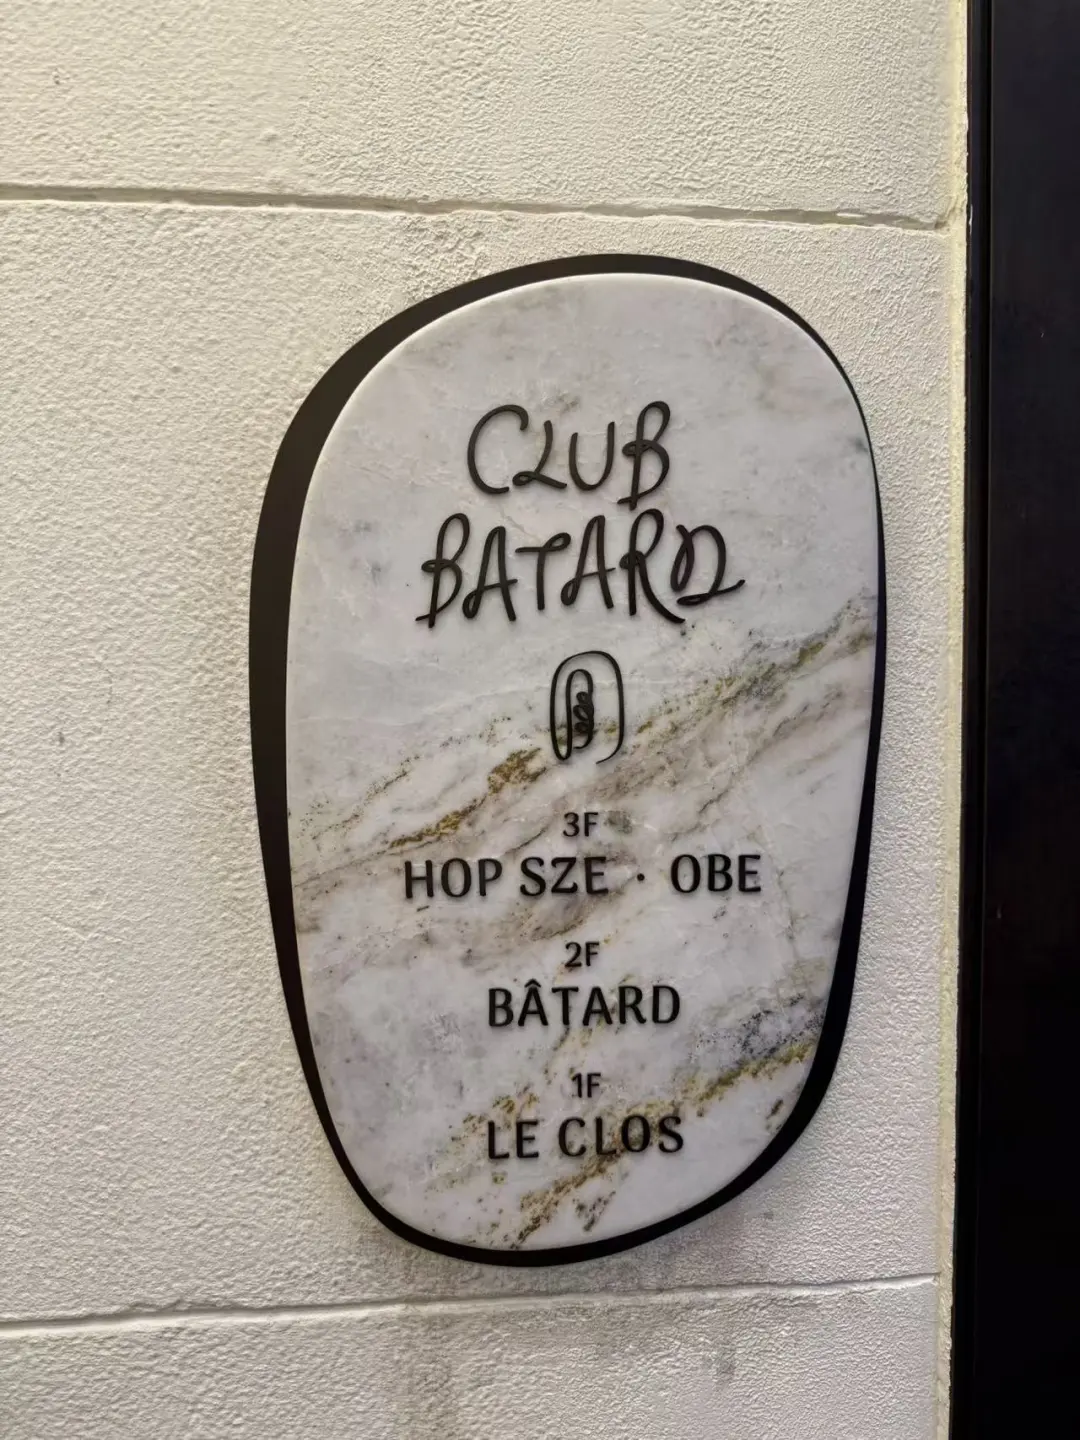 CLUB
BATARD
3F
HOP SZE · OBE
2F
BÂTARD
1F
LE CLOS